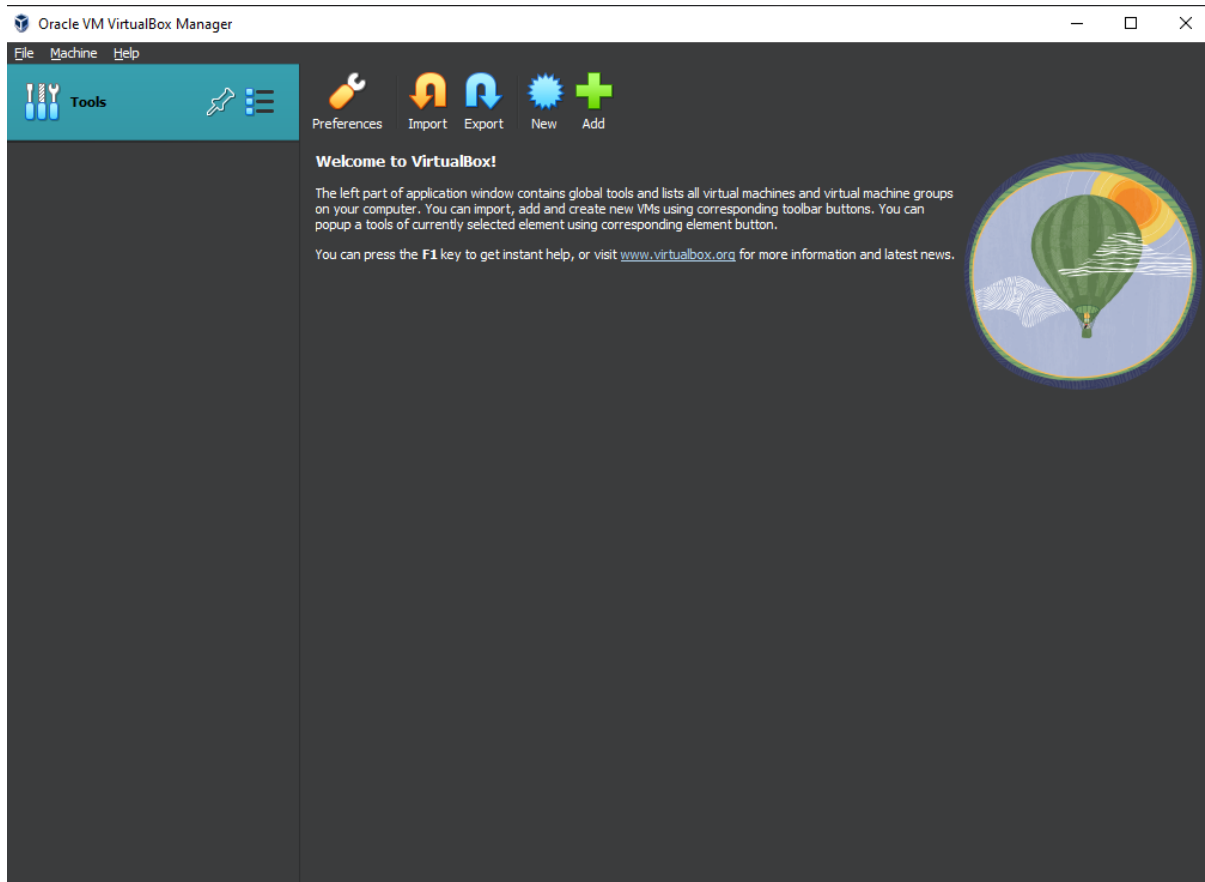 Oracle VM VirtualBox Manager
File Machine Help
Tools
Preferences Import Export New Add
Welcome to VirtualBox!
The left part of application window contains global tools and lists all virtual machines and virtual machine groups
on your computer. You can import, add and create new VMs using corresponding toolbar buttons. You can
popup a tools of currently selected element using corresponding element button.
You can press the F1 key to get instant help, or visit www.virtualbox.org for more information and latest news.